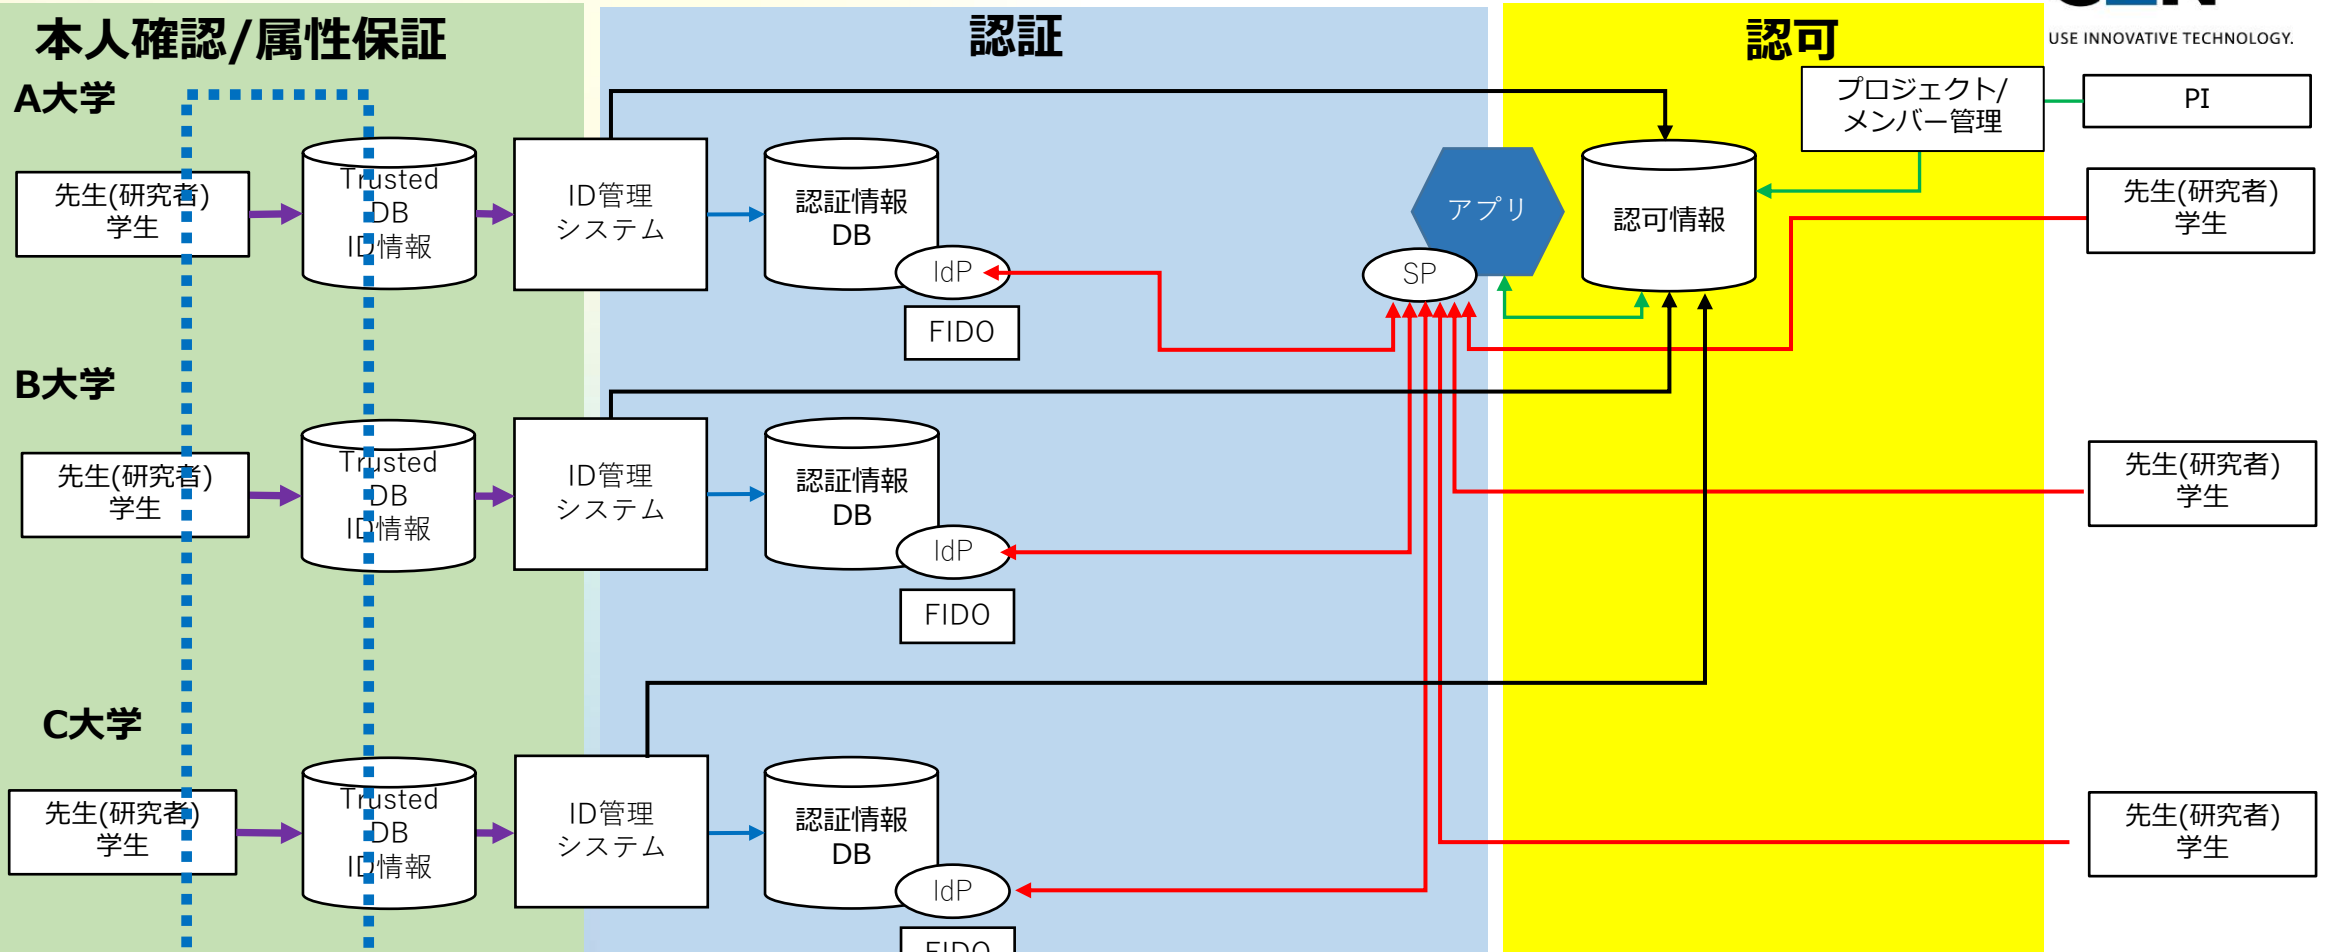 本人確認/属性保証
認証
認可
USE INNOVATIVE TECHNOLOGY.
A大学
先生(研究者)
学生
Trusted
DB
ID情報
ID管理
システム
認証情報
DB
IdP
FIDO
アプリ
SP
認可情報
プロジェクト/
メンバー管理
PI
先生(研究者)
学生
B大学
先生(研究者)
学生
Trusted
DB
ID情報
ID管理
システム
認証情報
DB
IdP
FIDO
先生(研究者)
学生
C大学
先生(研究者)
学生
Trusted
DB
ID情報
ID管理
システム
認証情報
DB
IdP
FIDO
先生(研究者)
学生